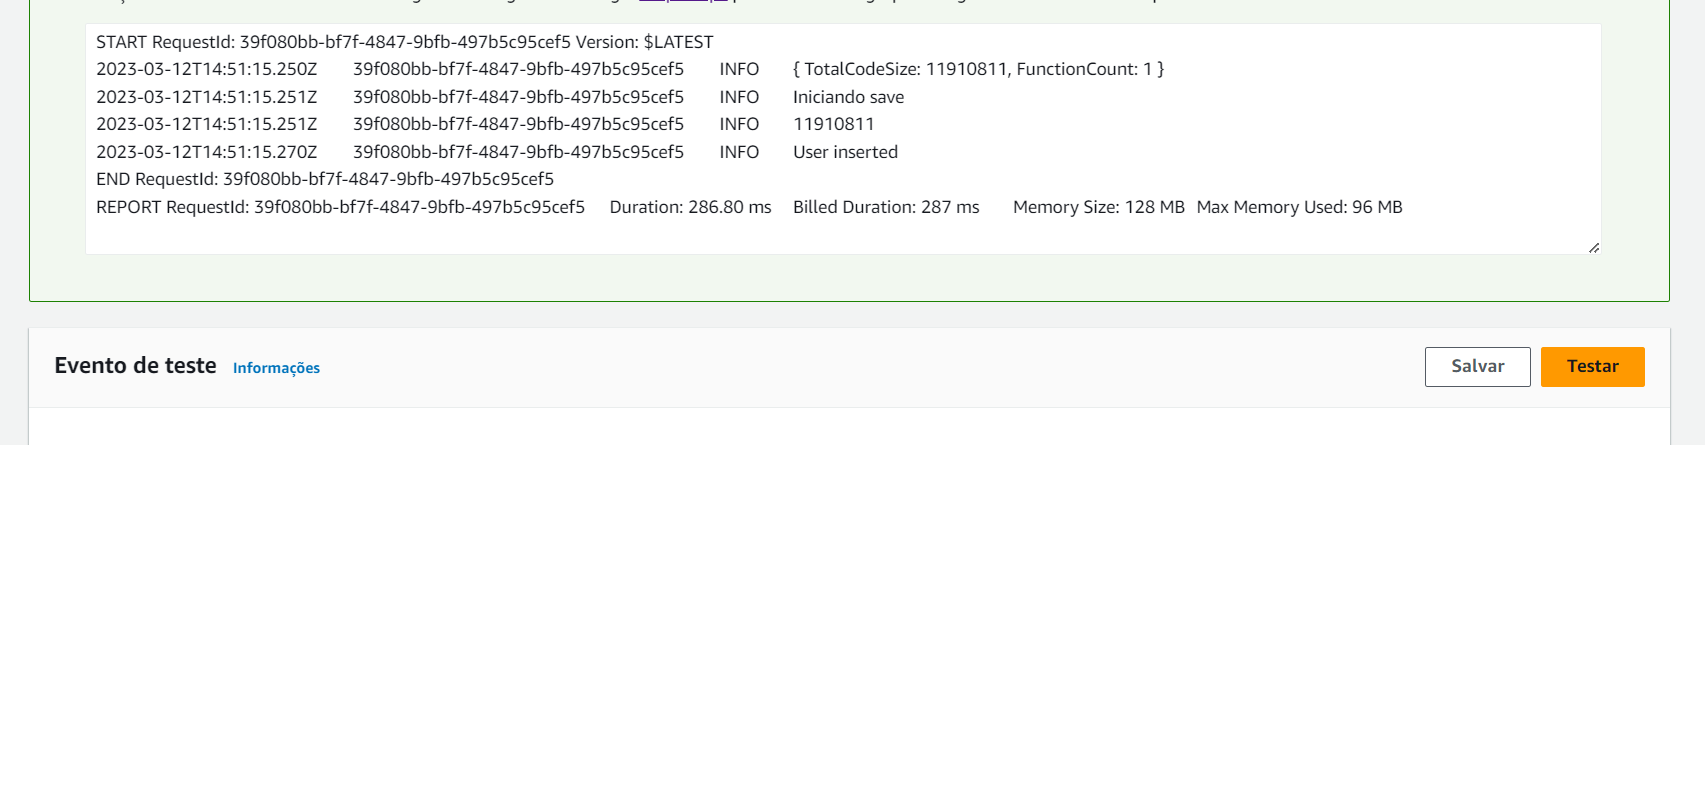 START RequestId: 39f080bb-bf7f-4847-9bfb-497b5c95cef5 Version: $LATEST
2023-03-12T14:51:15.250Z 39f080bb-bf7f-4847-9bfb-497b5c95cef5 INFO { TotalCodeSize: 11910811, FunctionCount: 1 }
2023-03-12T14:51:15.251Z 39f080bb-bf7f-4847-9bfb-497b5c95cef5 INFO Iniciando save
2023-03-12T14:51:15.251Z 39f080bb-bf7f-4847-9bfb-497b5c95cef5 INFO 11910811
2023-03-12T14:51:15.270Z 39f080bb-bf7f-4847-9bfb-497b5c95cef5 INFO User inserted
END RequestId: 39f080bb-bf7f-4847-9bfb-497b5c95cef5
REPORT RequestId: 39f080bb-bf7f-4847-9bfb-497b5c95cef5 Duration: 286.80 ms Billed Duration: 287 ms Memory Size: 128 MB Max Memory Used: 96 MB
Evento de teste Informações Salvar Testar